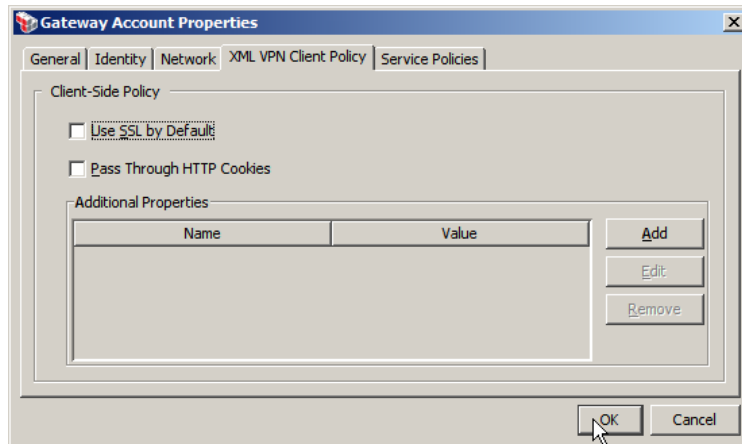 Gateway Account Properties
General Identity Network XML VPN Client Policy Service Policies
Client-Side Policy
Use SSL by Default
Pass Through HTTP Cookies
Additional Properties
Name Value
Add
Edit
Remove
OK Cancel